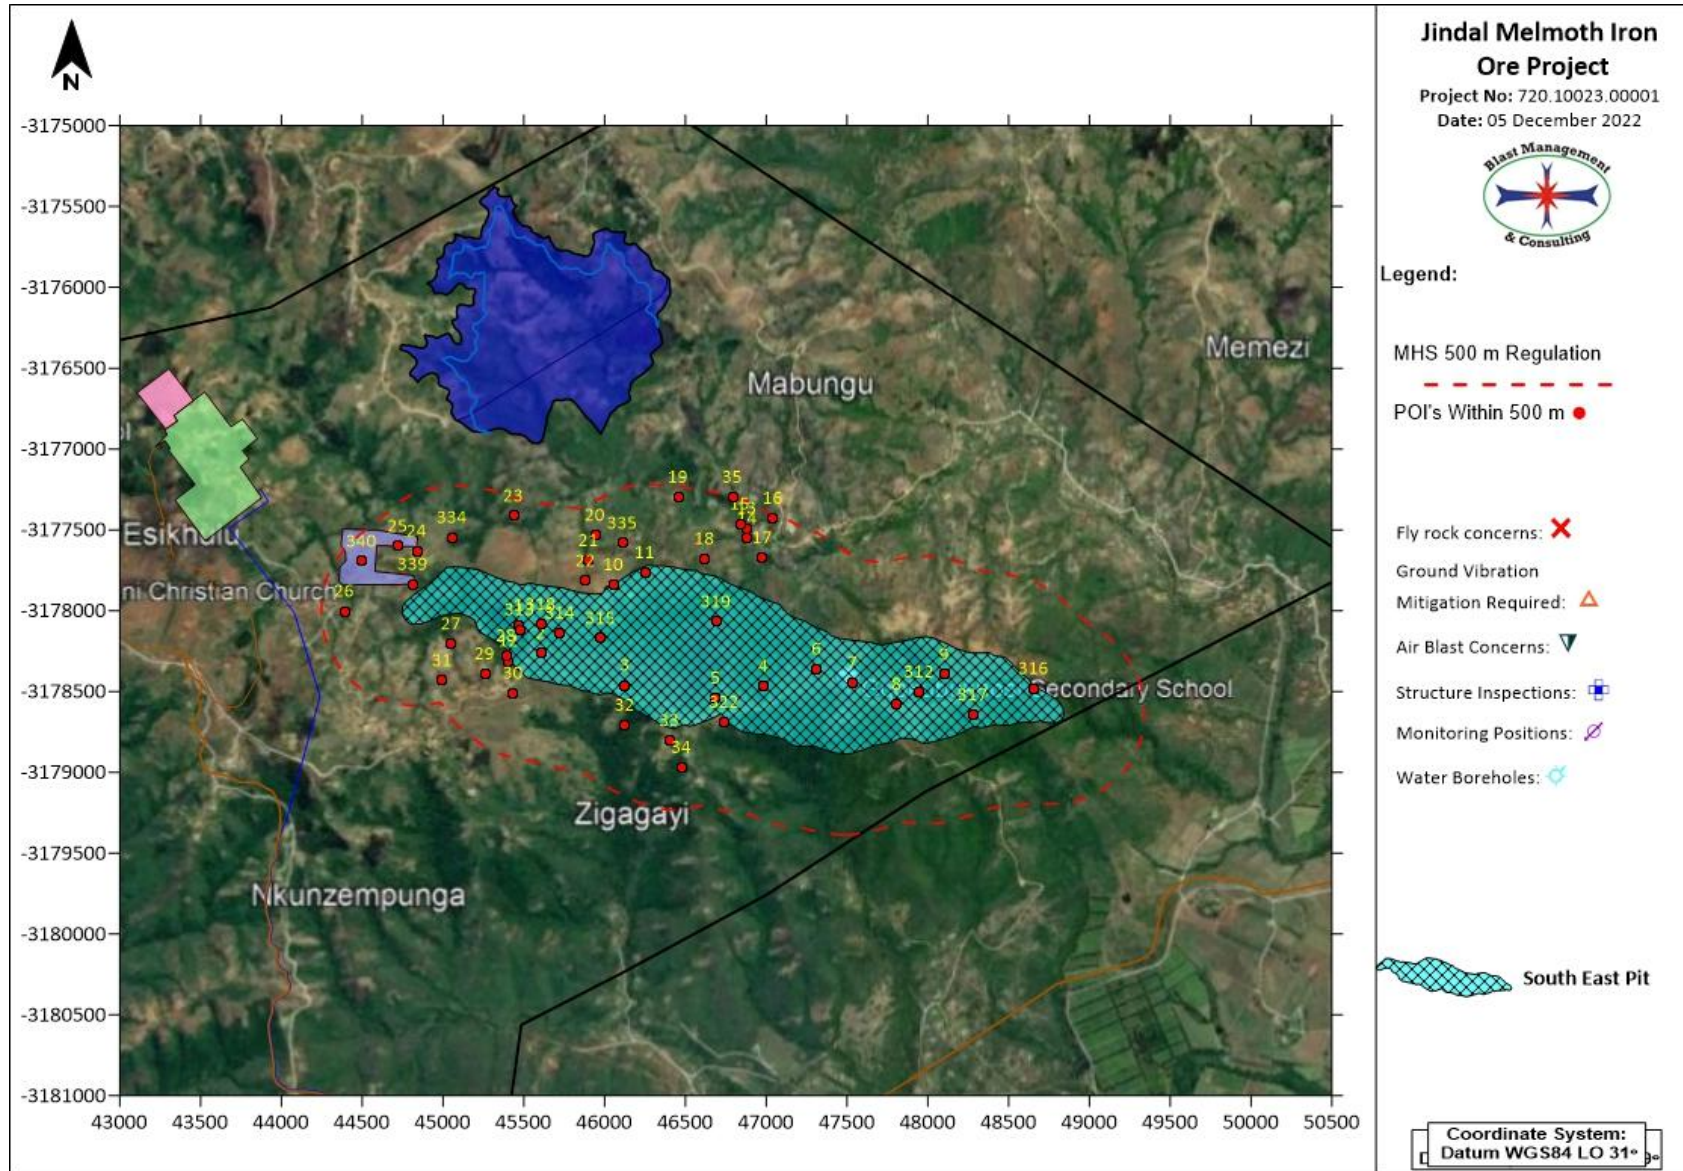 N
Jindal Melmoth Iron
Ore Project
Project No: 720.10023.00001
Date: 05 December 2022
Blast Management
& Consulting
Legend:
MHS 500 m Regulation
POI's Within 500 m
Fly rock concerns:
Ground Vibration
Mitigation Required:
Air Blast Concerns:
Structure Inspections:
Monitoring Positions:
Water Boreholes:
South East Pit
Coordinate System:
Datum WGS84 LO 31°
-3175000
-3175500
-3176000
-3176500
-3177000
-3177500
-3178000
-3178500
-3179000
-3179500
-3180000
-3180500
-3181000
43000 43500 44000 44500 45000 45500 46000 46500 47000 47500 48000 48500 49000 49500 50000 50500
Memezi
Mabungu
19 35
23 15 16
20
334 335 14
25 24 21 17
340 18
22 10 11
339
ni Christian Church
Esikhulu
26
318 314
315 319
27
28 2
31 29 30
3 5 4 6 7 312 9 316
8 317
Secondary School
32 322
33
34
Zigagayi
Nkunzempunga